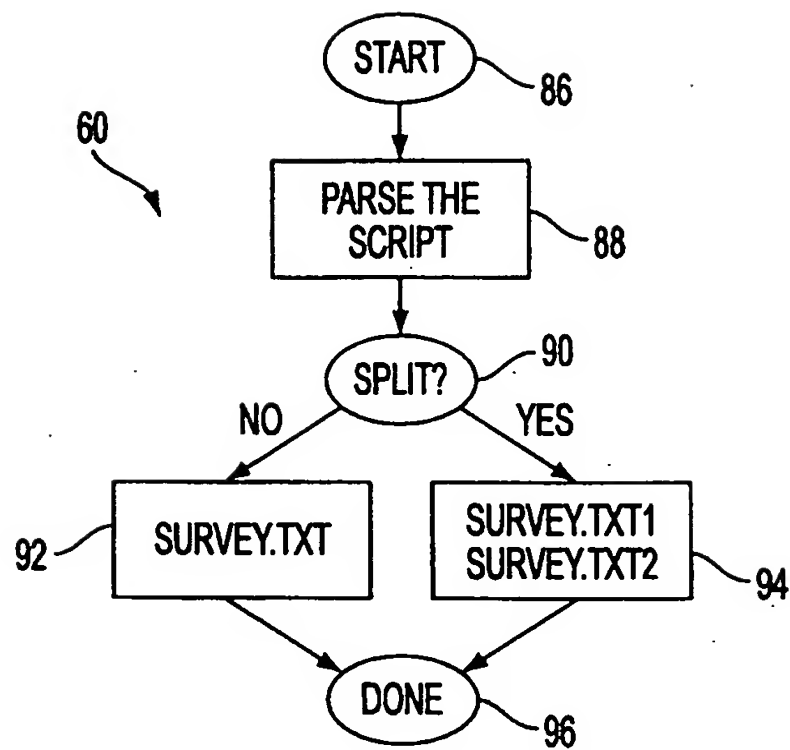 START
86
60
PARSE THE
SCRIPT
88
SPLIT?
90
NO
YES
SURVEY.TXT
92
SURVEY.TXT1
SURVEY.TXT2
94
DONE
96